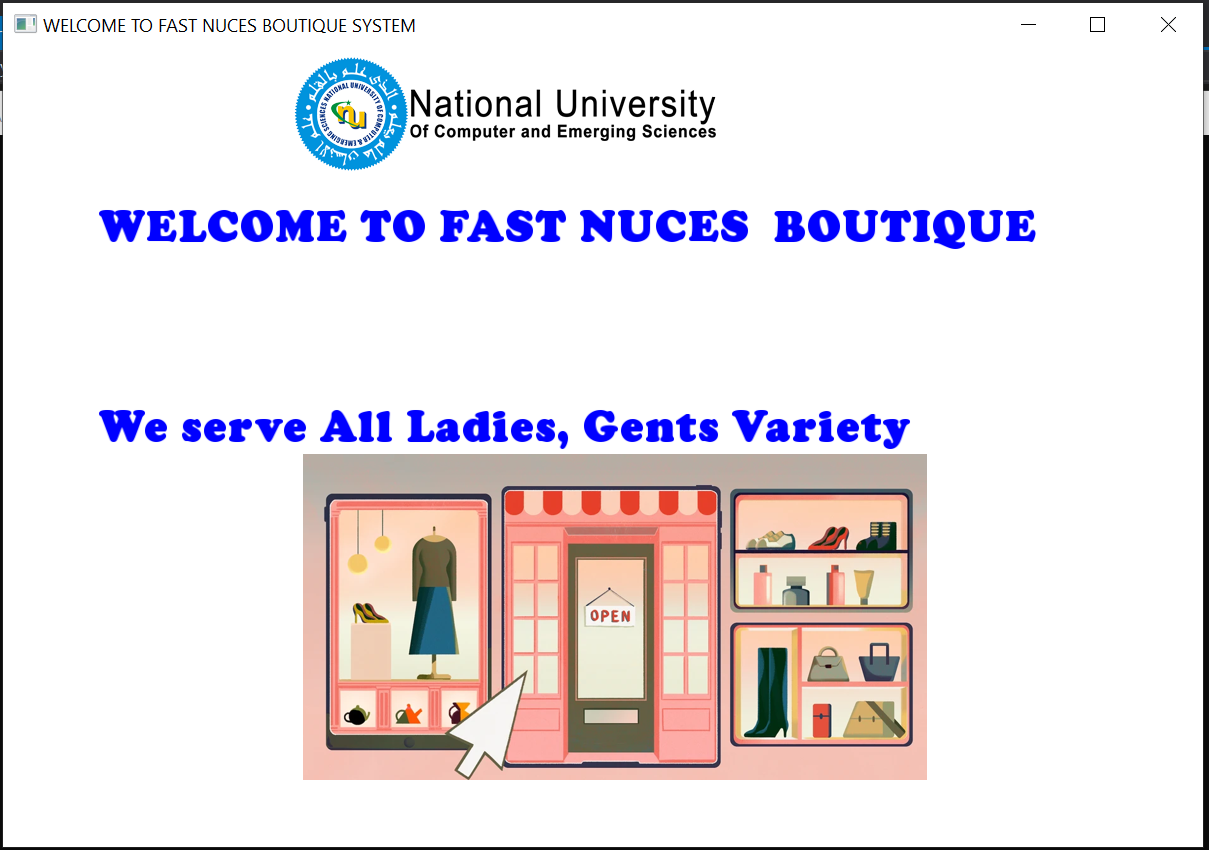 WELCOME TO FAST NUCES BOUTIQUE SYSTEM
NATIONAL UNIVERSITY OF COMPUTER & EMERGING SCIENCES
nu
National University
Of Computer and Emerging Sciences
WELCOME TO FAST NUCES  BOUTIQUE
We serve All Ladies, Gents Variety
OPEN